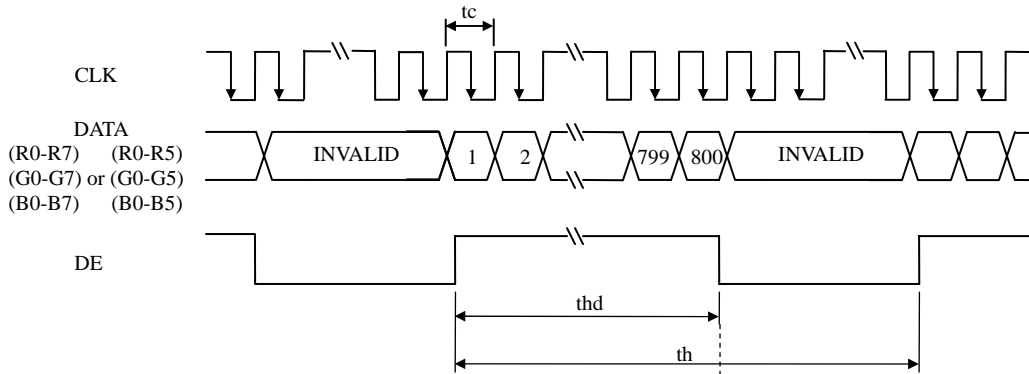 tc
CLK
DATA
(R0-R7) (R0-R5)
(G0-G7) or (G0-G5)
(B0-B7) (B0-B5)
INVALID 1 2 799 800 INVALID
DE
thd
th